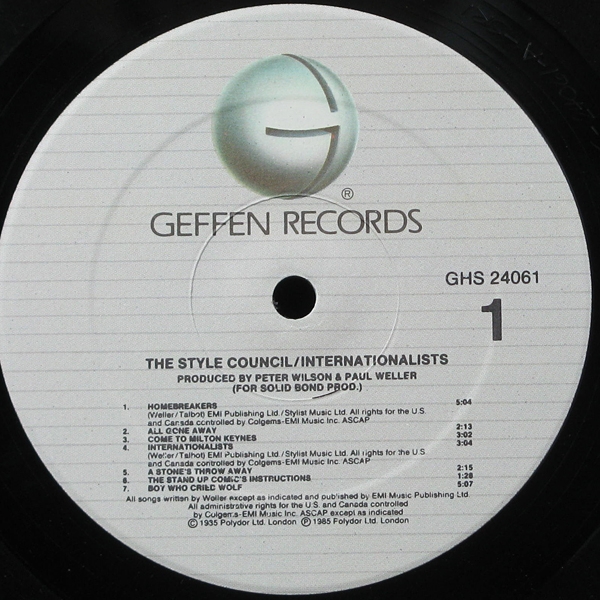 ®
GEFFEN RECORDS
GHS 24061
1
THE STYLE COUNCIL/INTERNATIONALISTS
PRODUCED BY PETER WILSON & PAUL WELLER
(FOR SOLID BOND PROD.)
1. HOMEBREAKERS 5:04
(Weller/Talbot) EMI Publishing Ltd./Stylist Music Ltd. All rights for the U.S.
and Canada controlled by Colgems-EMI Music Inc. ASCAP
2. ALL GONE AWAY 2:13
3. COME TO MILTON KEYNES 3:02
4. INTERNATIONALISTS 3:04
(Weller/Talbot) EMI Publishing Ltd./Stylist Music Ltd. All rights for the U.S.
and Canada controlled by Colgems-EMI Music Inc. ASCAP
5. A STONE'S THROW AWAY 2:15
6. THE STAND UP COMIC'S INSTRUCTIONS 1:28
7. BOY WHO CRIED WOLF 5:07
All songs written by Weller except as indicated and published by EMI Music Publishing Ltd.
All administrative rights for the U.S. and Canada controlled
by Colgems-EMI Music Inc. ASCAP except as indicated
© 1985 Polydor Ltd. London ℗ 1985 Polydor Ltd. London